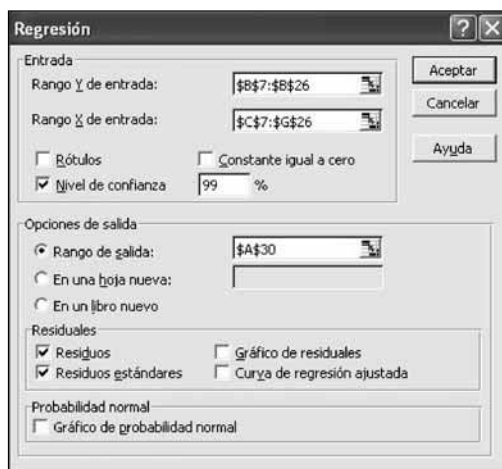 Regresión
Entrada
Rango Y de entrada: $B$7:$B$26
Aceptar
Rango X de entrada: $C$7:$G$26
Cancelar
Rótulos Constante igual a cero
Ayuda
Nivel de confianza 99 %
Opciones de salida
Rango de salida: $A$30
En una hoja nueva:
En un libro nuevo
Residuales
Residuos Gráfico de residuales
Residuos estándares Curva de regresión ajustada
Probabilidad normal
Gráfico de probabilidad normal